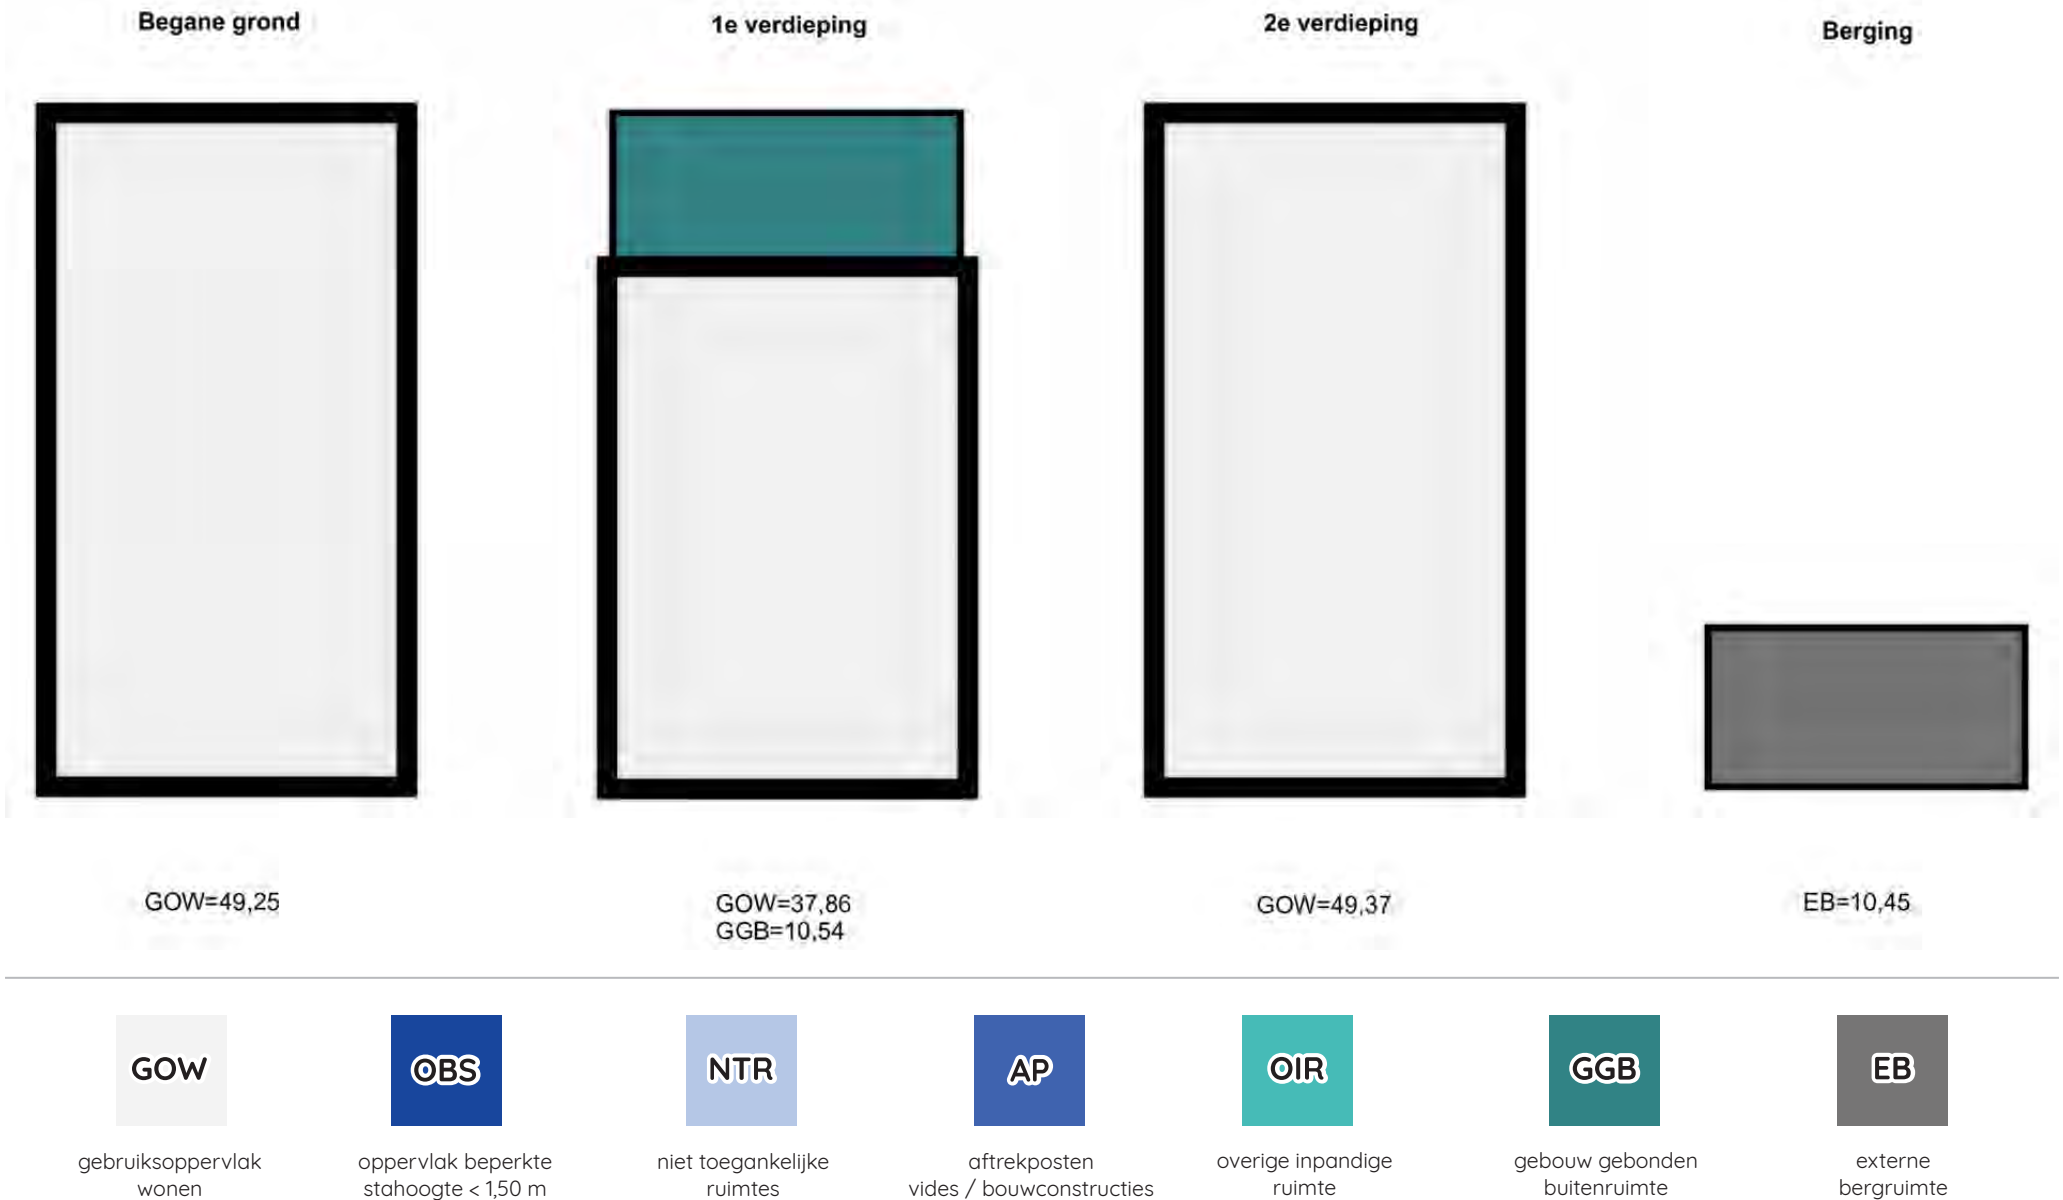 Begane grond
1e verdieping
2e verdieping
Berging
GOW=49,25
GOW=37,86
GGB=10,54
GOW=49,37
EB=10,45
GOW
OBS
NTR
AP
OIR
GGB
EB
gebruiksoppervlak
wonen
oppervlak beperkte
stahoogte < 1,50 m
niet toegankelijke
ruimtes
aftrekposten
vides / bouwconstructies
overige inpandige
ruimte
gebouw gebonden
buitenruimte
externe
bergruimte